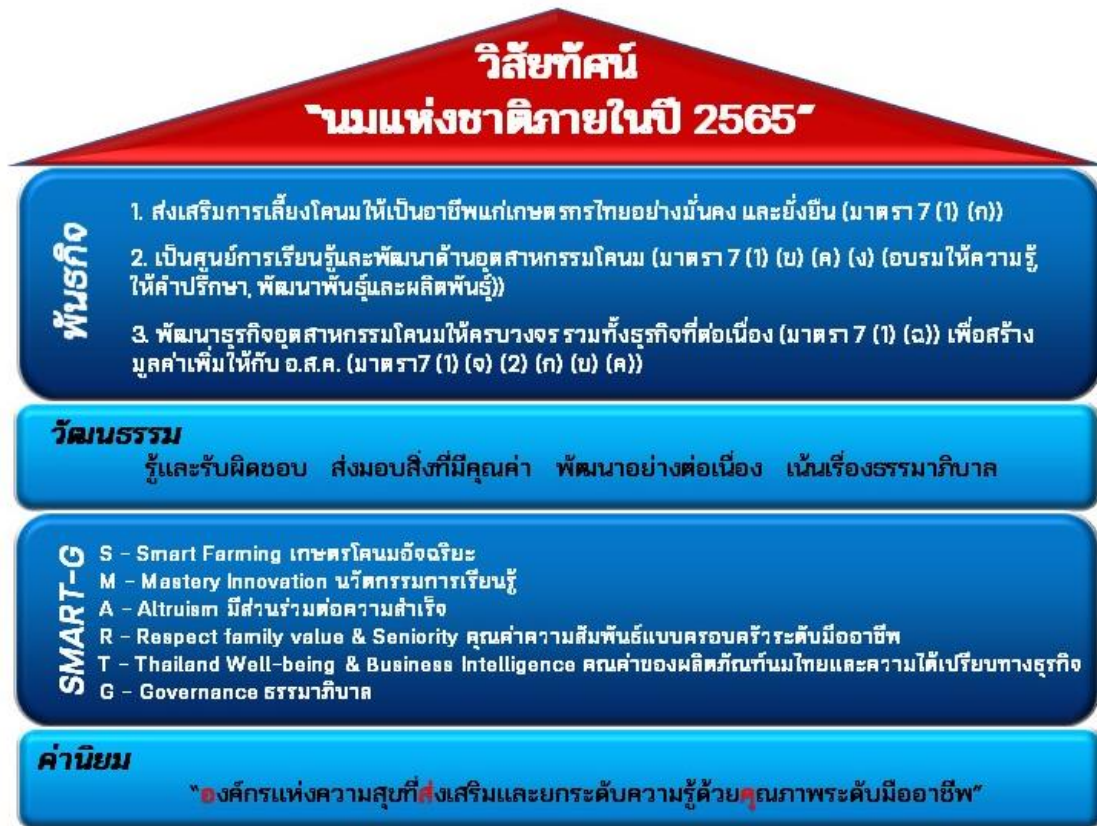 วิสัยทัศน์
"นมแห่งชาติภายในปี 2565"
พันธกิจ
1. ส่งเสริมการเลี้ยงโคนมให้เป็นอาชีพแก่เกษตรกรไทยอย่างมั่นคง และยั่งยืน (มาตรา 7 (1) (ก))
2. เป็นศูนย์การเรียนรู้และพัฒนาด้านอุตสาหกรรมโคนม (มาตรา 7 (1) (ข) (ค) (ง) (อบรมให้ความรู้,
ให้คำปรึกษา, พัฒนาพันธุ์และผลิตพันธุ์))
3. พัฒนาธุรกิจอุตสาหกรรมโคนมให้ครบวงจร รวมทั้งธุรกิจที่ต่อเนื่อง (มาตรา 7 (1) (ฉ)) เพื่อสร้าง
มูลค่าเพิ่มให้กับ อ.ส.ค. (มาตรา7 (1) (จ) (2) (ก) (ข) (ค))
วัฒนธรรม
รู้และรับผิดชอบ ส่งมอบสิ่งที่มีคุณค่า พัฒนาอย่างต่อเนื่อง เน้นเรื่องธรรมาภิบาล
SMART-G
S - Smart Farming เกษตรโคนมอัจฉริยะ
M - Mastery Innovation นวัตกรรมการเรียนรู้
A - Altruism มีส่วนร่วมต่อความสำเร็จ
R - Respect family value & Seniority คุณค่าความสัมพันธ์แบบครอบครัวระดับมืออาชีพ
T - Thailand Well-being & Business Intelligence คุณค่าของผลิตภัณฑ์นมไทยและความได้เปรียบทางธุรกิจ
G - Governance ธรรมาภิบาล
ค่านิยม
"องค์กรแห่งความสุขที่ส่งเสริมและยกระดับความรู้ด้วยคุณภาพระดับมืออาชีพ"